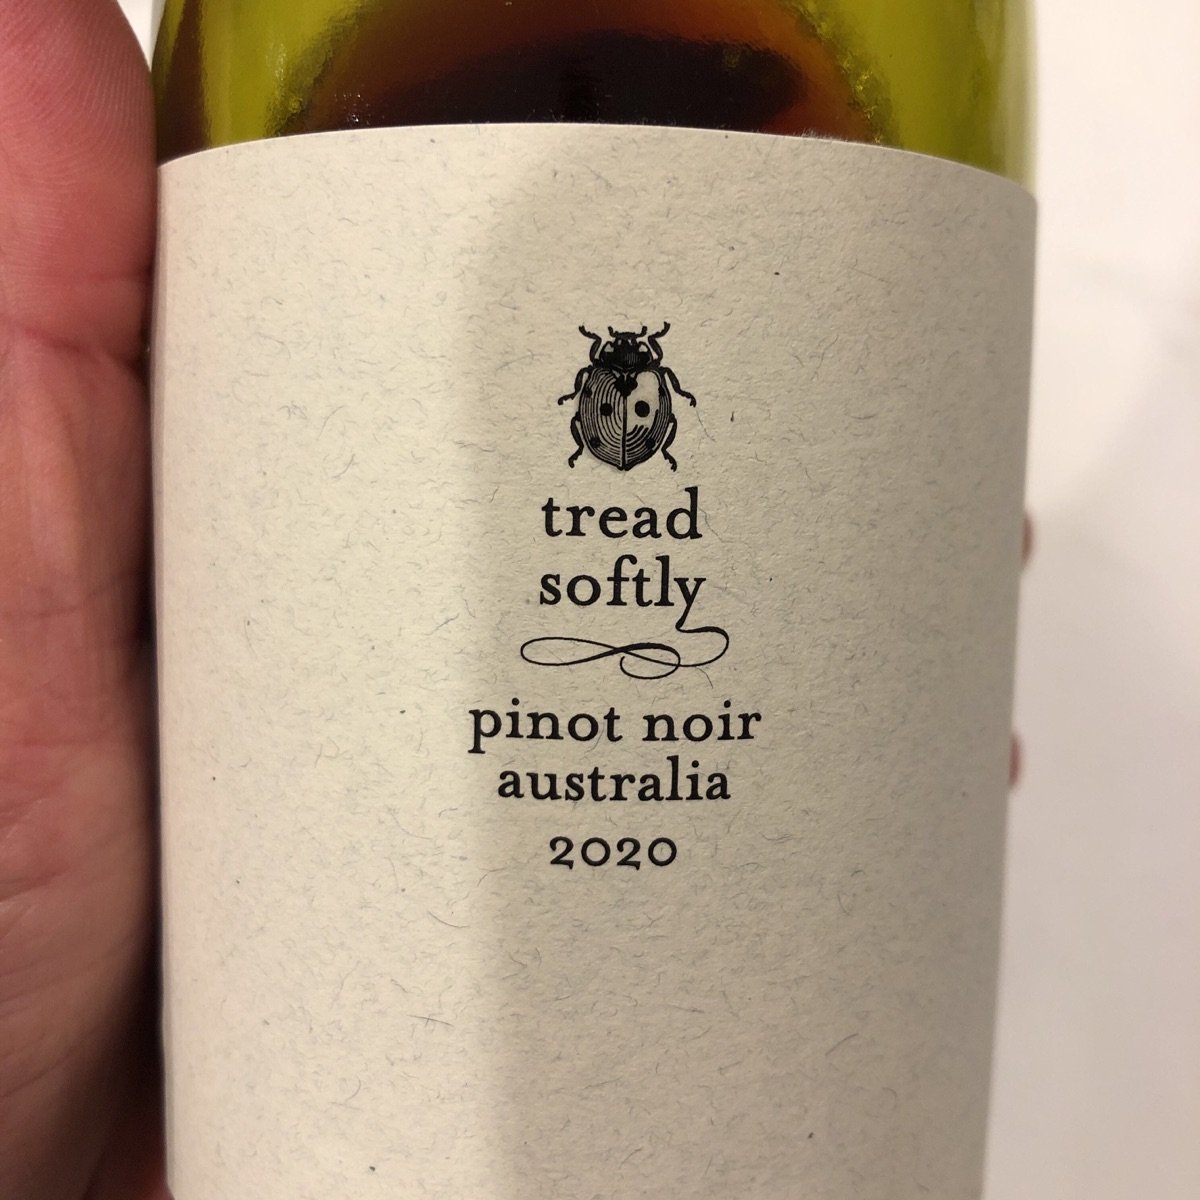 tread
softly
pinot noir
australia
2020